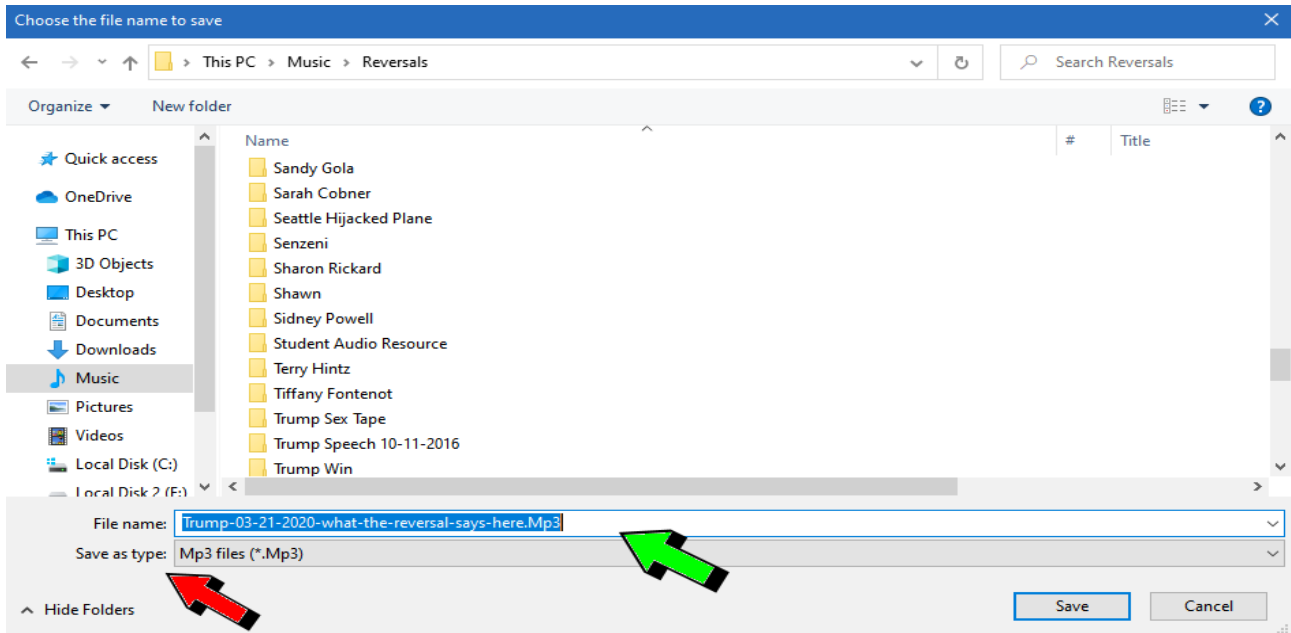 Choose the file name to save
This PC > Music > Reversals
Search Reversals
Organize
New folder
?
Name
#
Title
Quick access
OneDrive
This PC
3D Objects
Desktop
Documents
Downloads
Music
Pictures
Videos
Local Disk (C:)
Local Disk 2 (F:)
Sandy Gola
Sarah Cobner
Seattle Hijacked Plane
Senzeni
Sharon Rickard
Shawn
Sidney Powell
Student Audio Resource
Terry Hintz
Tiffany Fontenot
Trump Sex Tape
Trump Speech 10-11-2016
Trump Win
File name: Trump-03-21-2020-what-the-reversal-says-here.Mp3
Save as type: Mp3 files (*.Mp3)
Hide Folders
Save
Cancel